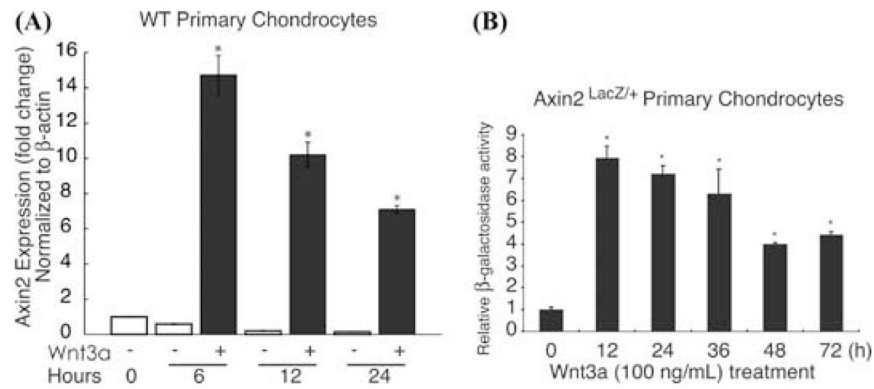 (A)
WT Primary Chondrocytes
Axin2 Expression (fold change)
Normalized to β-actin
16
14
12
10
8
6
4
2
1
0
*
*
*
Wnt3a - - + - + - +
Hours 0 6 12 24
(B)
Axin2 LacZ/+ Primary Chondrocytes
Relative β-galactosidase activity
9
8
7
6
5
4
3
2
1
0
*
*
*
*
*
0 12 24 36 48 72 (h)
Wnt3a (100 ng/mL) treatment